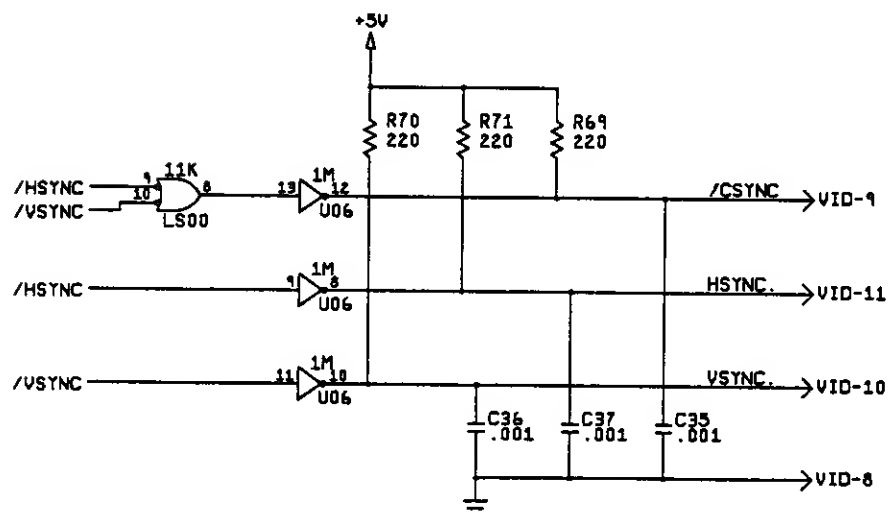 +5V
R70
220
R71
220
R69
220
/HSYNC
/VSYNC
9
10
11K
8
LS00
13
1M
12
U06
/CSYNC
VID-9
/HSYNC
9
1M
8
U06
HSYNC.
VID-11
/VSYNC
11
1M
10
U06
VSYNC.
VID-10
C36
.001
C37
.001
C35
.001
VID-8